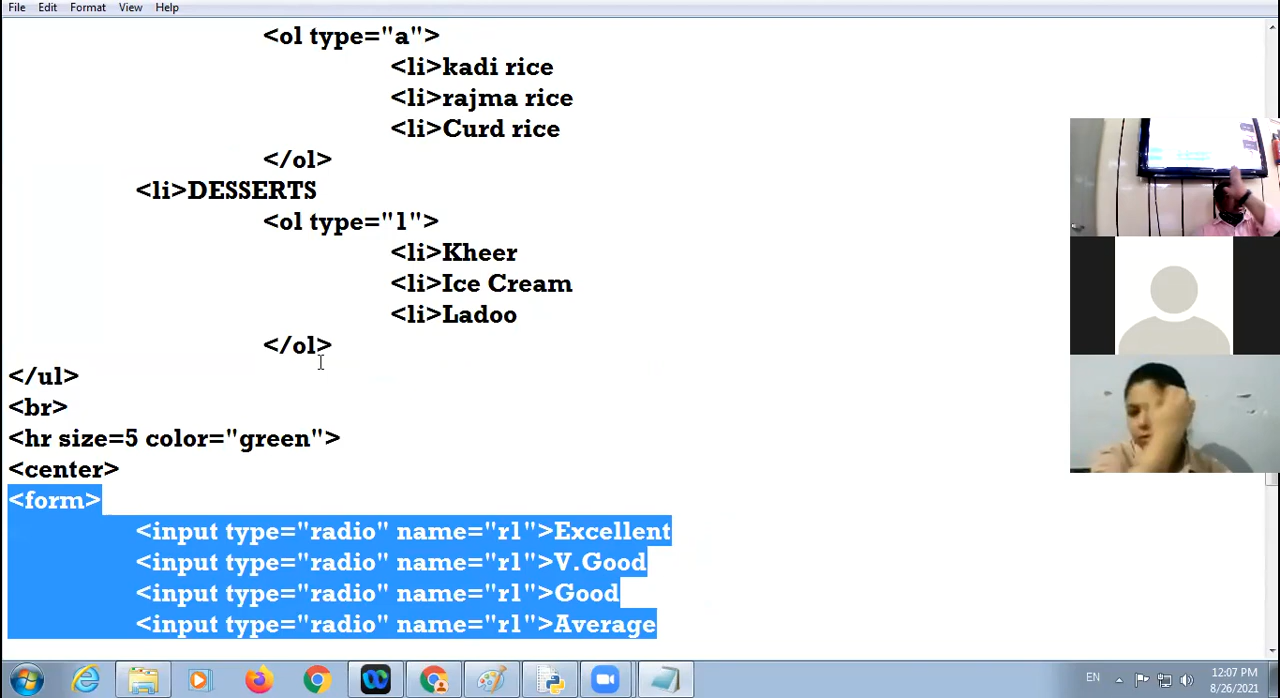 File Edit Format View Help
<ol type="a">
<li>kadi rice
<li>rajma rice
<li>Curd rice
</ol>
<li>DESSERTS
<ol type="1">
<li>Kheer
<li>Ice Cream
<li>Ladoo
</ol>
</ul>
<br>
<hr size=5 color="green">
<center>
<form>
<input type="radio" name="r1">Excellent
<input type="radio" name="r1">V.Good
<input type="radio" name="r1">Good
<input type="radio" name="r1">Average
EN
12:07 PM
8/26/2021